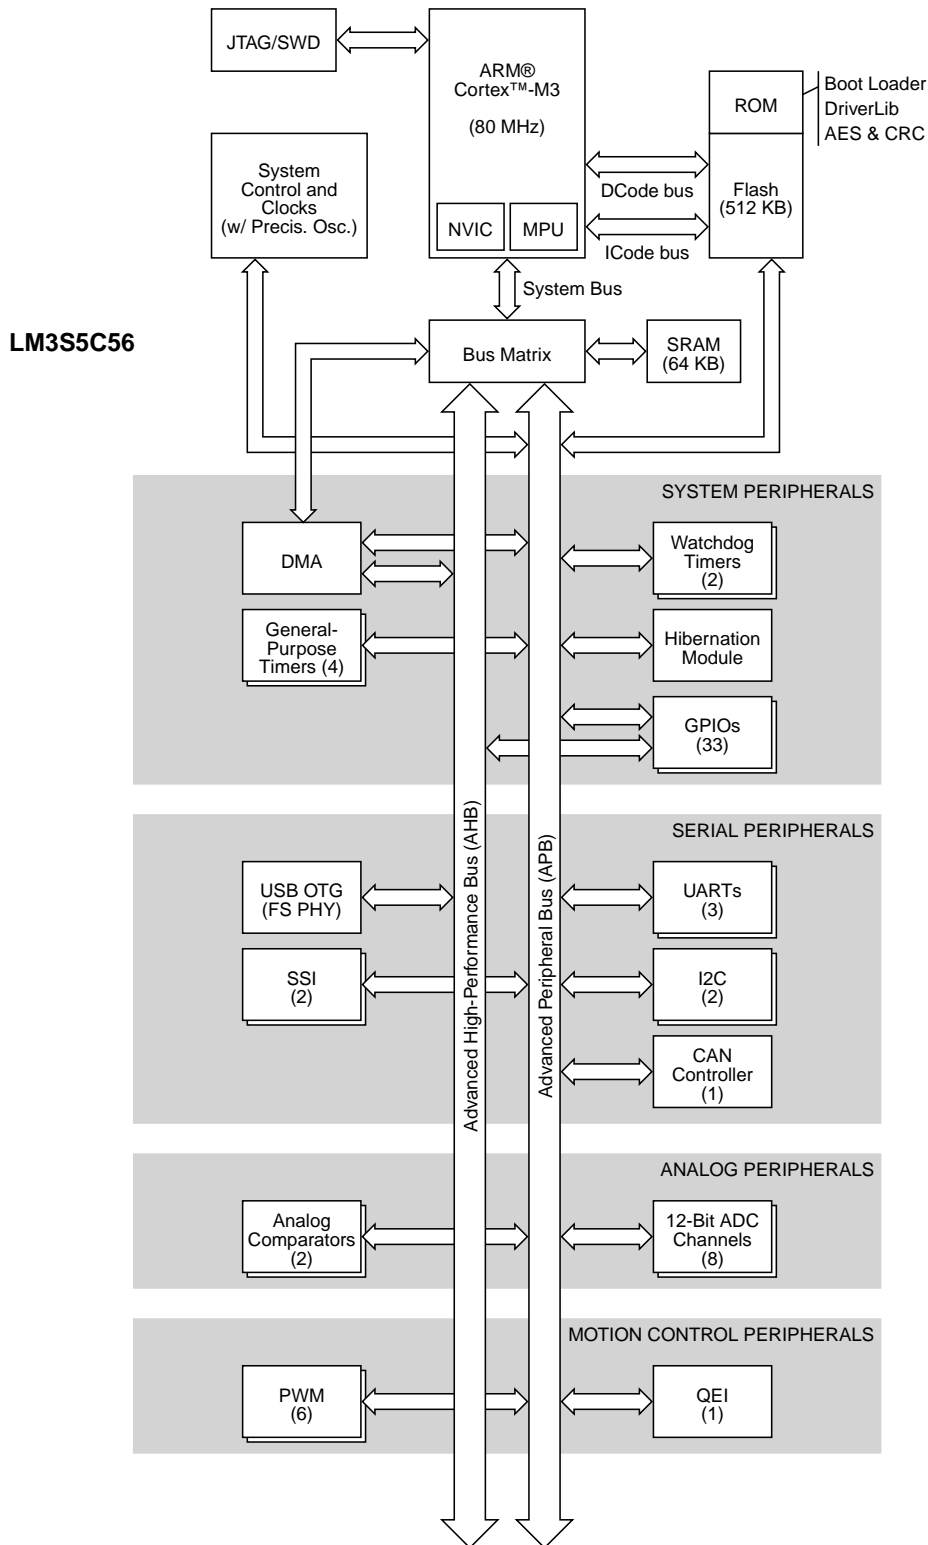 JTAG/SWD
ARM®
Cortex™-M3
(80 MHz)
NVIC
MPU
ROM
Boot Loader
DriverLib
AES & CRC
Flash
(512 KB)
DCode bus
ICode bus
System
Control and
Clocks
(w/ Precis. Osc.)
System Bus
LM3S5C56
Bus Matrix
SRAM
(64 KB)
SYSTEM PERIPHERALS
DMA
Watchdog
Timers
(2)
General-
Purpose
Timers (4)
Hibernation
Module
GPIOs
(33)
Advanced High-Performance Bus (AHB)
Advanced Peripheral Bus (APB)
SERIAL PERIPHERALS
USB OTG
(FS PHY)
UARTs
(3)
SSI
(2)
I2C
(2)
CAN
Controller
(1)
ANALOG PERIPHERALS
Analog
Comparators
(2)
12-Bit ADC
Channels
(8)
MOTION CONTROL PERIPHERALS
PWM
(6)
QEI
(1)